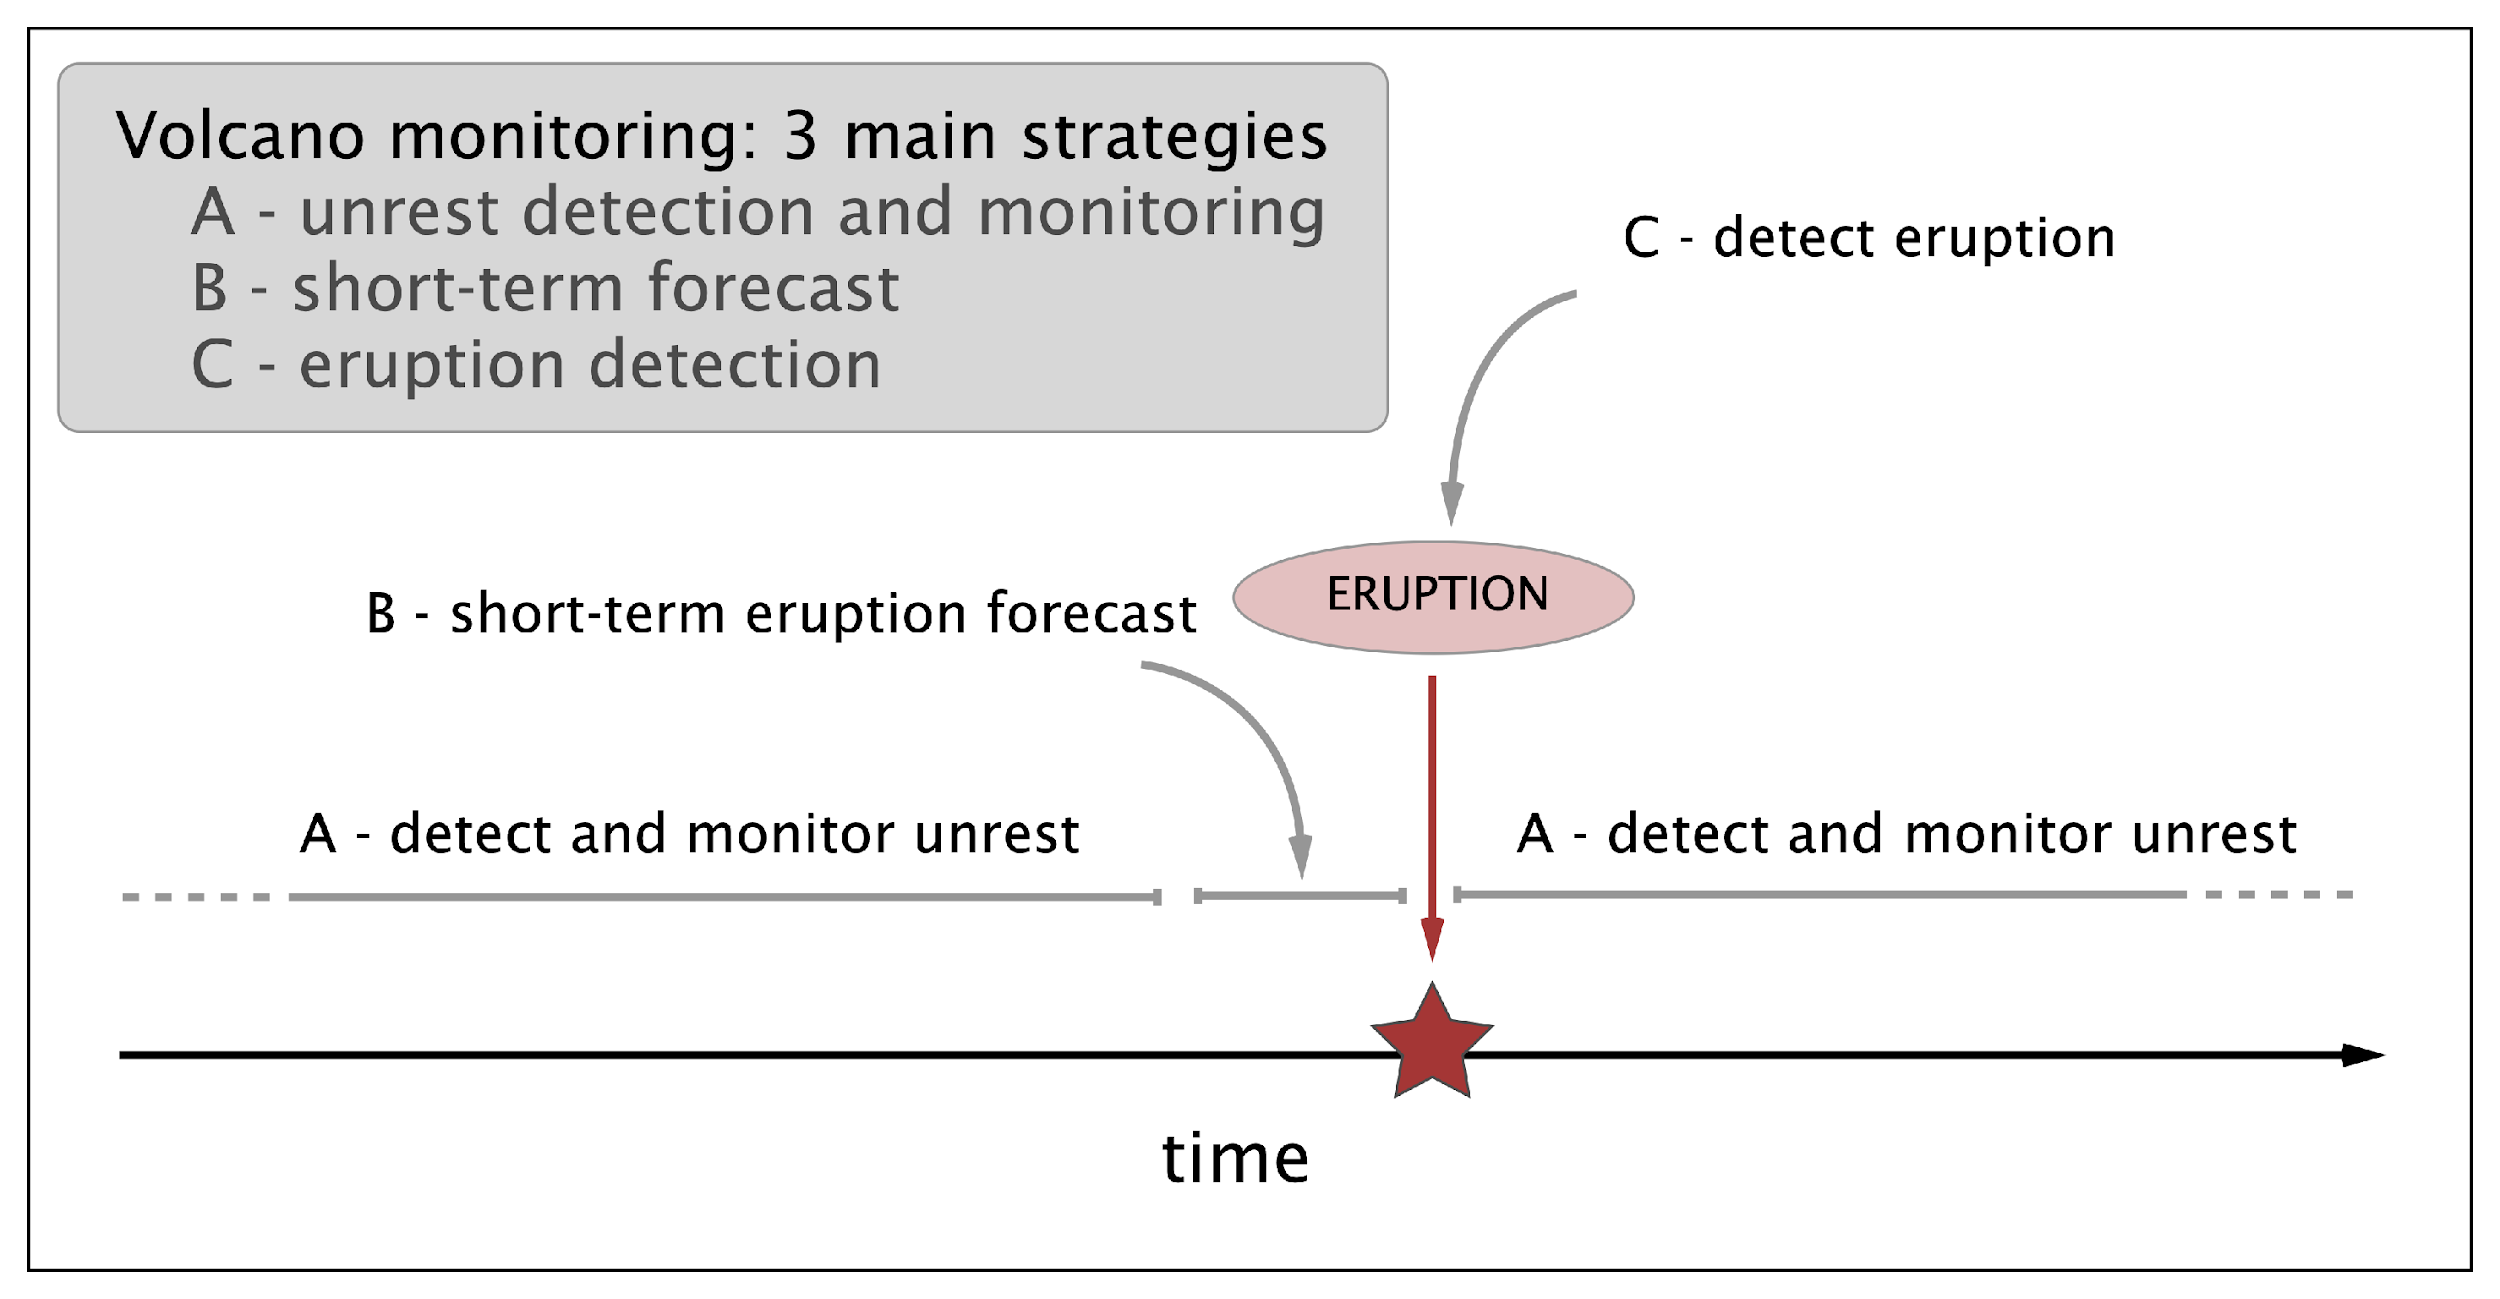 Volcano monitoring: 3 main strategies
A - unrest detection and monitoring
B - short-term forecast
C - eruption detection
C - detect eruption
ERUPTION
B - short-term eruption forecast
A - detect and monitor unrest
A - detect and monitor unrest
time